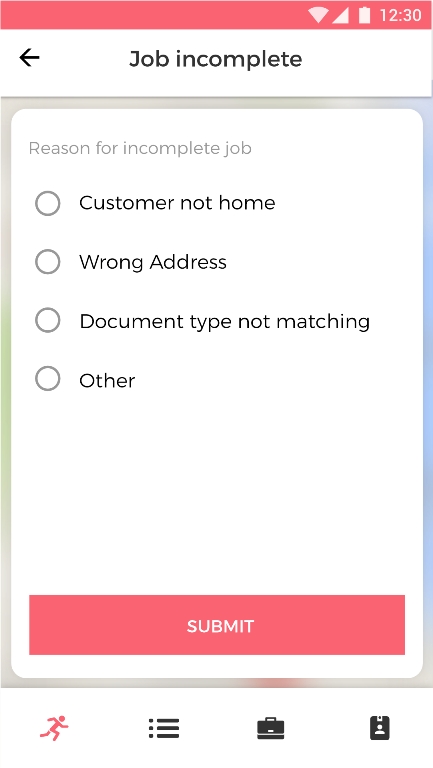 12:30
Job incomplete
Reason for incomplete job
Customer not home
Wrong Address
Document type not matching
Other
SUBMIT